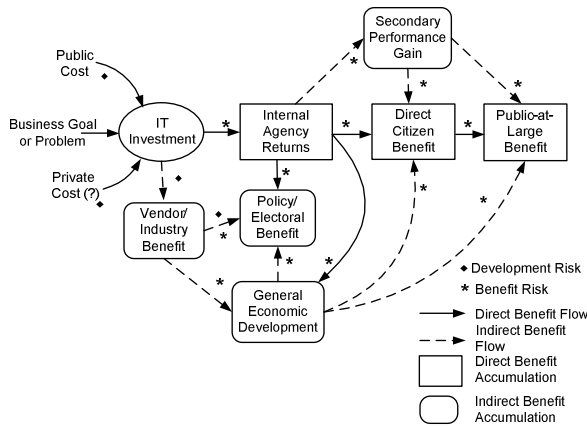 Secondary
Performance
Gain
Public
Cost
Business Goal
or Problem
IT
Investment
Internal
Agency
Returns
Direct
Citizen
Benefit
Public-at-
Large
Benefit
Private
Cost (?)
Vendor/
Industry
Benefit
Policy/
Electoral
Benefit
General
Economic
Development
◆ Development Risk
* Benefit Risk
Direct Benefit Flow
Indirect Benefit
Flow
Direct Benefit
Accumulation
Indirect Benefit
Accumulation